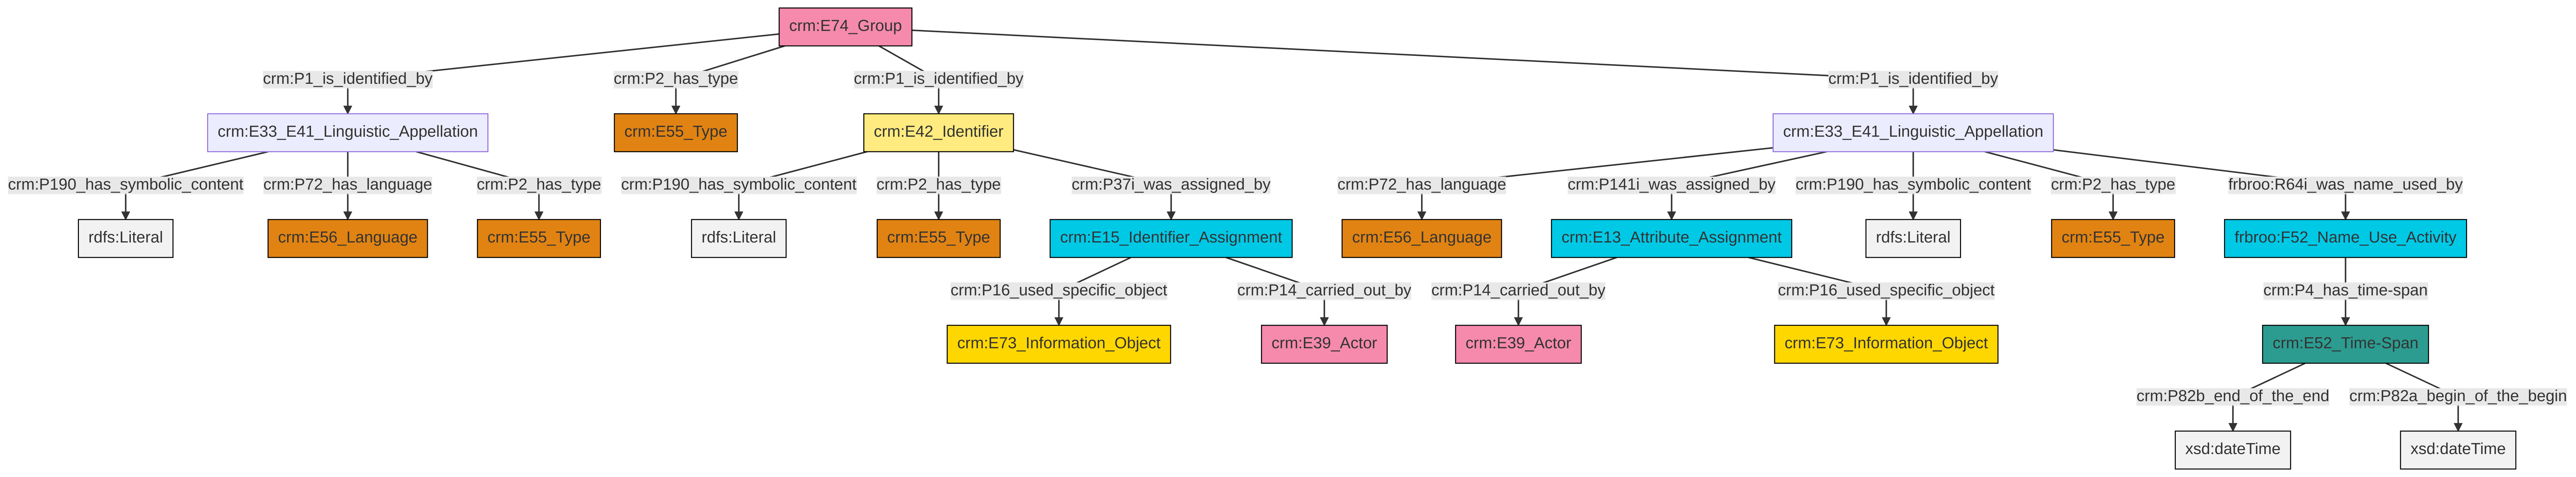 crm:E74_Group
crm:P1_is_identified_by
crm:P2_has_type
crm:P1_is_identified_by
crm:P1_is_identified_by
crm:E33_E41_Linguistic_Appellation
crm:E55_Type
crm:E42_Identifier
crm:E33_E41_Linguistic_Appellation
crm:P190_has_symbolic_content
crm:P72_has_language
crm:P2_has_type
crm:P190_has_symbolic_content
crm:P2_has_type
crm:P37i_was_assigned_by
crm:P72_has_language
crm:P141i_was_assigned_by
crm:P190_has_symbolic_content
crm:P2_has_type
frbroo:R64i_was_name_used_by
rdfs:Literal
crm:E56_Language
crm:E55_Type
rdfs:Literal
crm:E55_Type
crm:E15_Identifier_Assignment
crm:E56_Language
crm:E13_Attribute_Assignment
rdfs:Literal
crm:E55_Type
frbroo:F52_Name_Use_Activity
crm:P16_used_specific_object
crm:P14_carried_out_by
crm:P14_carried_out_by
crm:P16_used_specific_object
crm:P4_has_time-span
crm:E73_Information_Object
crm:E39_Actor
crm:E39_Actor
crm:E73_Information_Object
crm:E52_Time-Span
crm:P82b_end_of_the_end
crm:P82a_begin_of_the_begin
xsd:dateTime
xsd:dateTime